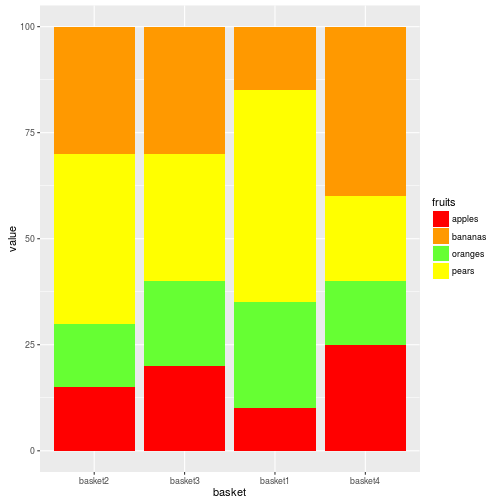 100
75
50
25
0
value
basket2 basket3 basket1 basket4
basket
fruits
apples
bananas
oranges
pears